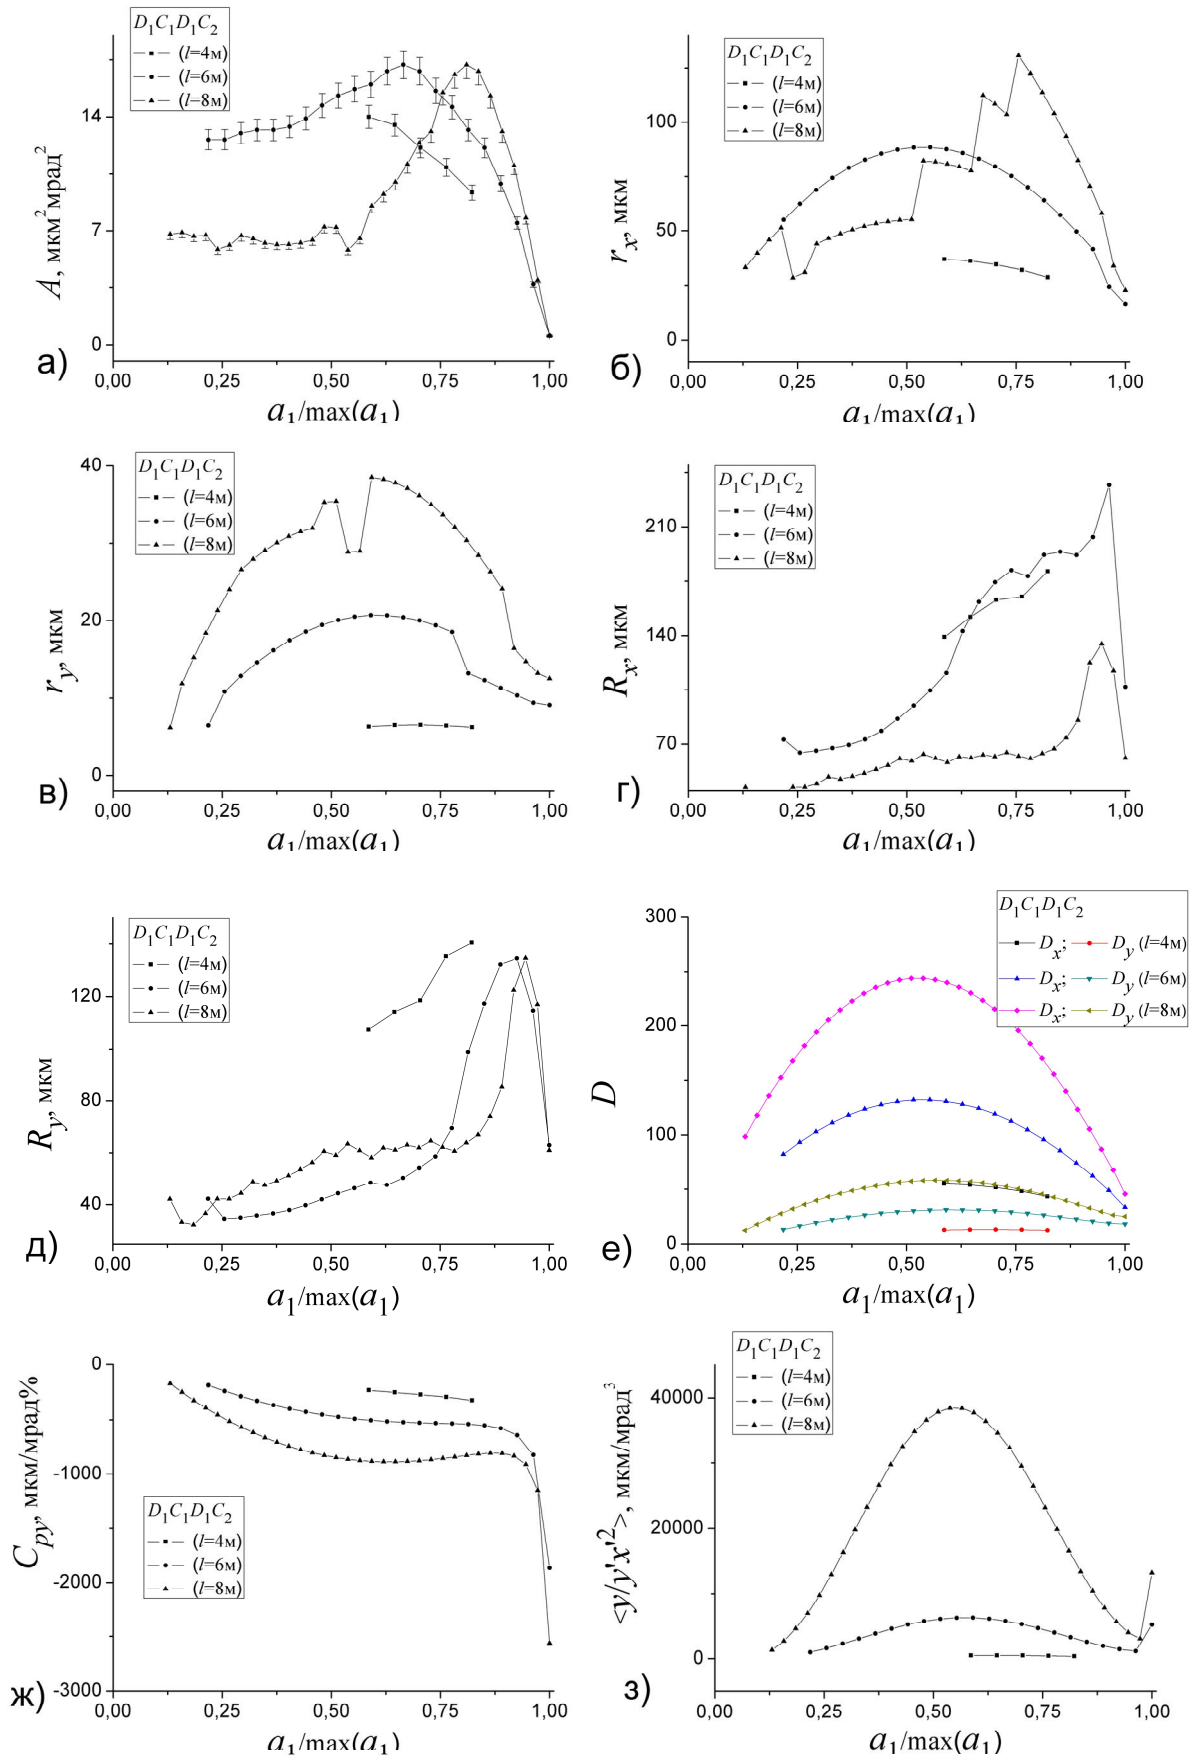 D₁C₁D₁C₂
(l=4м)
(l=6м)
(l=8м)
14
7
0
A, мкм²мрад²
0,00 0,25 0,50 0,75 1,00
а)
a₁/max(a₁)
D₁C₁D₁C₂
(l=4м)
(l=6м)
(l=8м)
100
50
0
rₓ, мкм
0,00 0,25 0,50 0,75 1,00
б)
a₁/max(a₁)
D₁C₁D₁C₂
(l=4м)
(l=6м)
(l=8м)
40
20
0
r_y, мкм
0,00 0,25 0,50 0,75 1,00
в)
a₁/max(a₁)
D₁C₁D₁C₂
(l=4м)
(l=6м)
(l=8м)
210
140
70
Rₓ, мкм
0,00 0,25 0,50 0,75 1,00
г)
a₁/max(a₁)
D₁C₁D₁C₂
(l=4м)
(l=6м)
(l=8м)
120
80
40
R_y, мкм
0,00 0,25 0,50 0,75 1,00
д)
a₁/max(a₁)
D₁C₁D₁C₂
Dₓ; D_y (l=4м)
Dₓ; D_y (l=6м)
Dₓ; D_y (l=8м)
300
200
100
0
D
0,00 0,25 0,50 0,75 1,00
е)
a₁/max(a₁)
0
-1000
-2000
-3000
C_py, мкм/мрад%
D₁C₁D₁C₂
(l=4м)
(l=6м)
(l=8м)
0,00 0,25 0,50 0,75 1,00
ж)
a₁/max(a₁)
D₁C₁D₁C₂
(l=4м)
(l=6м)
(l=8м)
40000
20000
0
<y/y'x'²>, мкм/мрад³
0,00 0,25 0,50 0,75 1,00
з)
a₁/max(a₁)